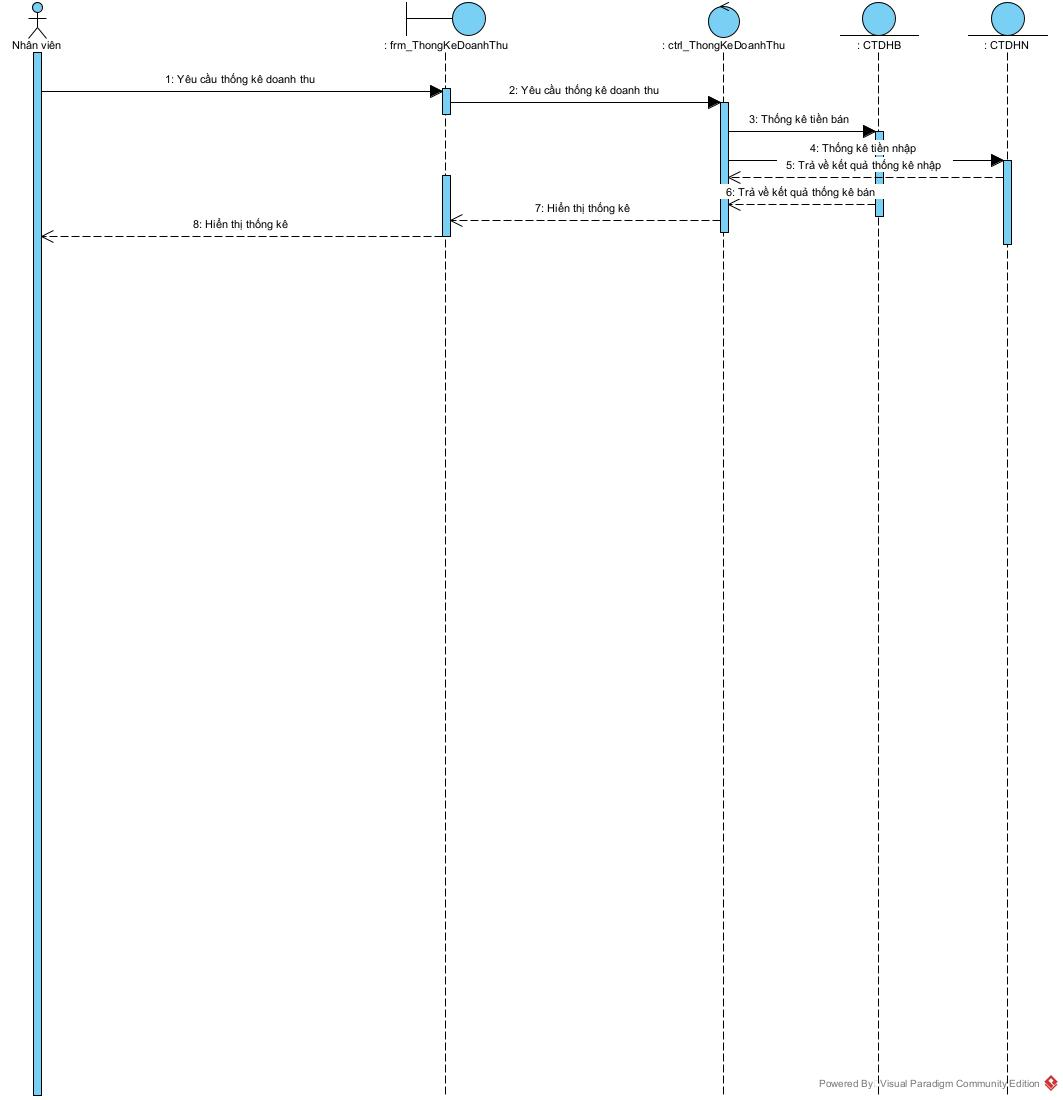 Nhân viên
: frm_ThongKeDoanhThu
: ctrl_ThongKeDoanhThu
: CTDHB
: CTDHN
1: Yêu cầu thống kê doanh thu
2: Yêu cầu thống kê doanh thu
3: Thống kê tiền bán
4: Thống kê tiền nhập
5: Trả về kết quả thống kê nhập
6: Trả về kết quả thống kê bán
7: Hiển thị thống kê
8: Hiển thị thống kê
Powered By Visual Paradigm Community Edition